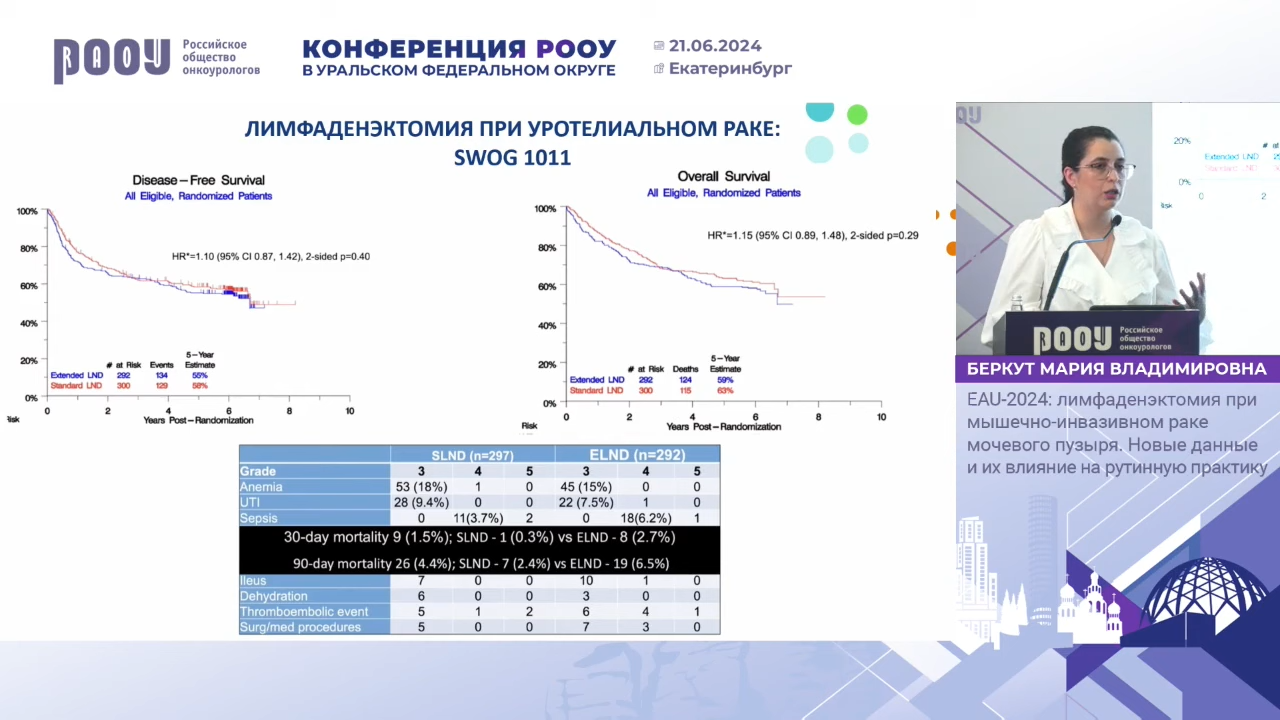 РООУ
Российское
общество
онкоурологов
КОНФЕРЕНЦИЯ РООУ
В УРАЛЬСКОМ ФЕДЕРАЛЬНОМ ОКРУГЕ
21.06.2024
Екатеринбург
ЛИМФАДЕНЭКТОМИЯ ПРИ УРОТЕЛИАЛЬНОМ РАКЕ:
SWOG 1011
Disease-Free Survival
All Eligible, Randomized Patients
100%
80%
60%
40%
20%
0%
HR*=1.10 (95% CI 0.87, 1.42), 2-sided p=0.40
# at Risk Events 5-Year Estimate
Extended LND 292 134 55%
Standard LND 300 129 58%
0 2 4 6 8 10
Years Post-Randomization
Risk
Overall Survival
All Eligible, Randomized Patients
100%
80%
60%
40%
20%
0%
HR*=1.15 (95% CI 0.89, 1.48), 2-sided p=0.29
# at Risk Deaths 5-Year Estimate
Extended LND 292 124 59%
Standard LND 300 115 63%
0 2 4 6 8 10
Years Post-Randomization
Risk
SLND (n=297) ELND (n=292)
Grade 3 4 5 3 4 5
Anemia 53 (18%) 1 0 45 (15%) 0 0
UTI 28 (9.4%) 0 0 22 (7.5%) 1 0
Sepsis 0 11(3.7%) 2 0 18(6.2%) 1
30-day mortality 9 (1.5%); SLND - 1 (0.3%) vs ELND - 8 (2.7%)
90-day mortality 26 (4.4%); SLND - 7 (2.4%) vs ELND - 19 (6.5%)
Ileus 7 0 0 10 1 0
Dehydration 6 0 0 3 0 0
Thromboembolic event 5 1 2 6 4 1
Surg/med procedures 5 0 0 7 3 0
20%
# at
Extended LND
Standard LND
0%
0 2
Risk
РООУ
Российское
общество
онкоурологов
БЕРКУТ МАРИЯ ВЛАДИМИРОВНА
EAU-2024: лимфаденэктомия при
мышечно-инвазивном раке
мочевого пузыря. Новые данные
и их влияние на рутинную практику